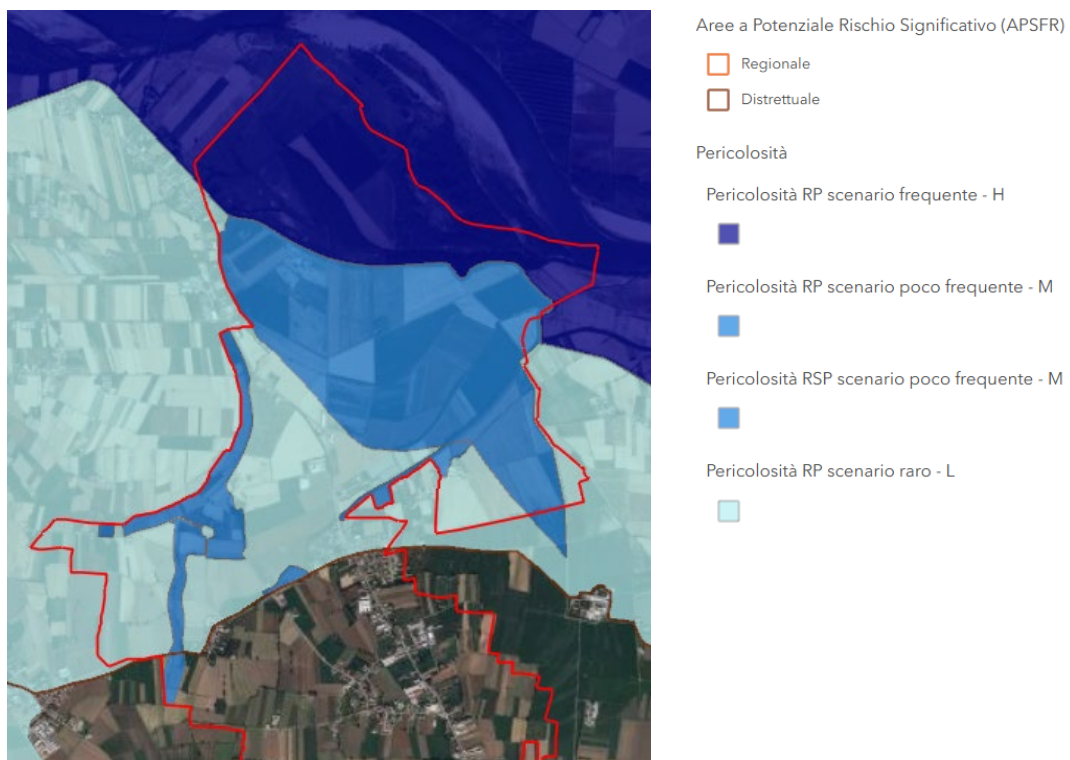 Aree a Potenziale Rischio Significativo (APSFR)
Regionale
Distrettuale
Pericolosità
Pericolosità RP scenario frequente - H
Pericolosità RP scenario poco frequente - M
Pericolosità RSP scenario poco frequente - M
Pericolosità RP scenario raro - L